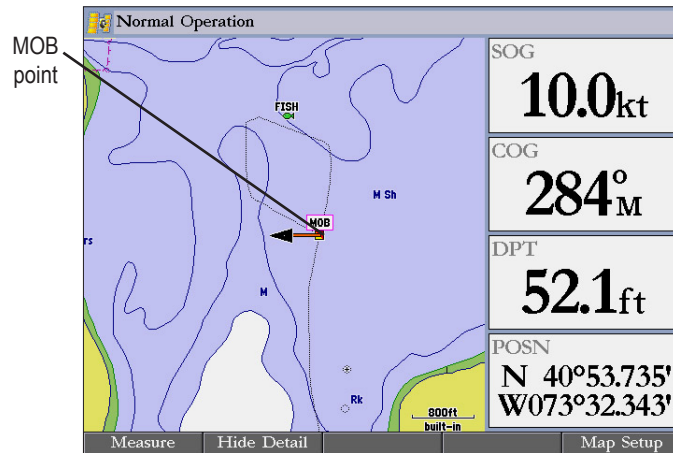 Normal Operation
MOB
point
FISH
M Sh
MOB
rs
M
Rk
800ft
built-in
SOG
10.0kt
COG
284°M
DPT
52.1ft
POSN
N 40°53.735'
W073°32.343'
Measure
Hide Detail
Map Setup